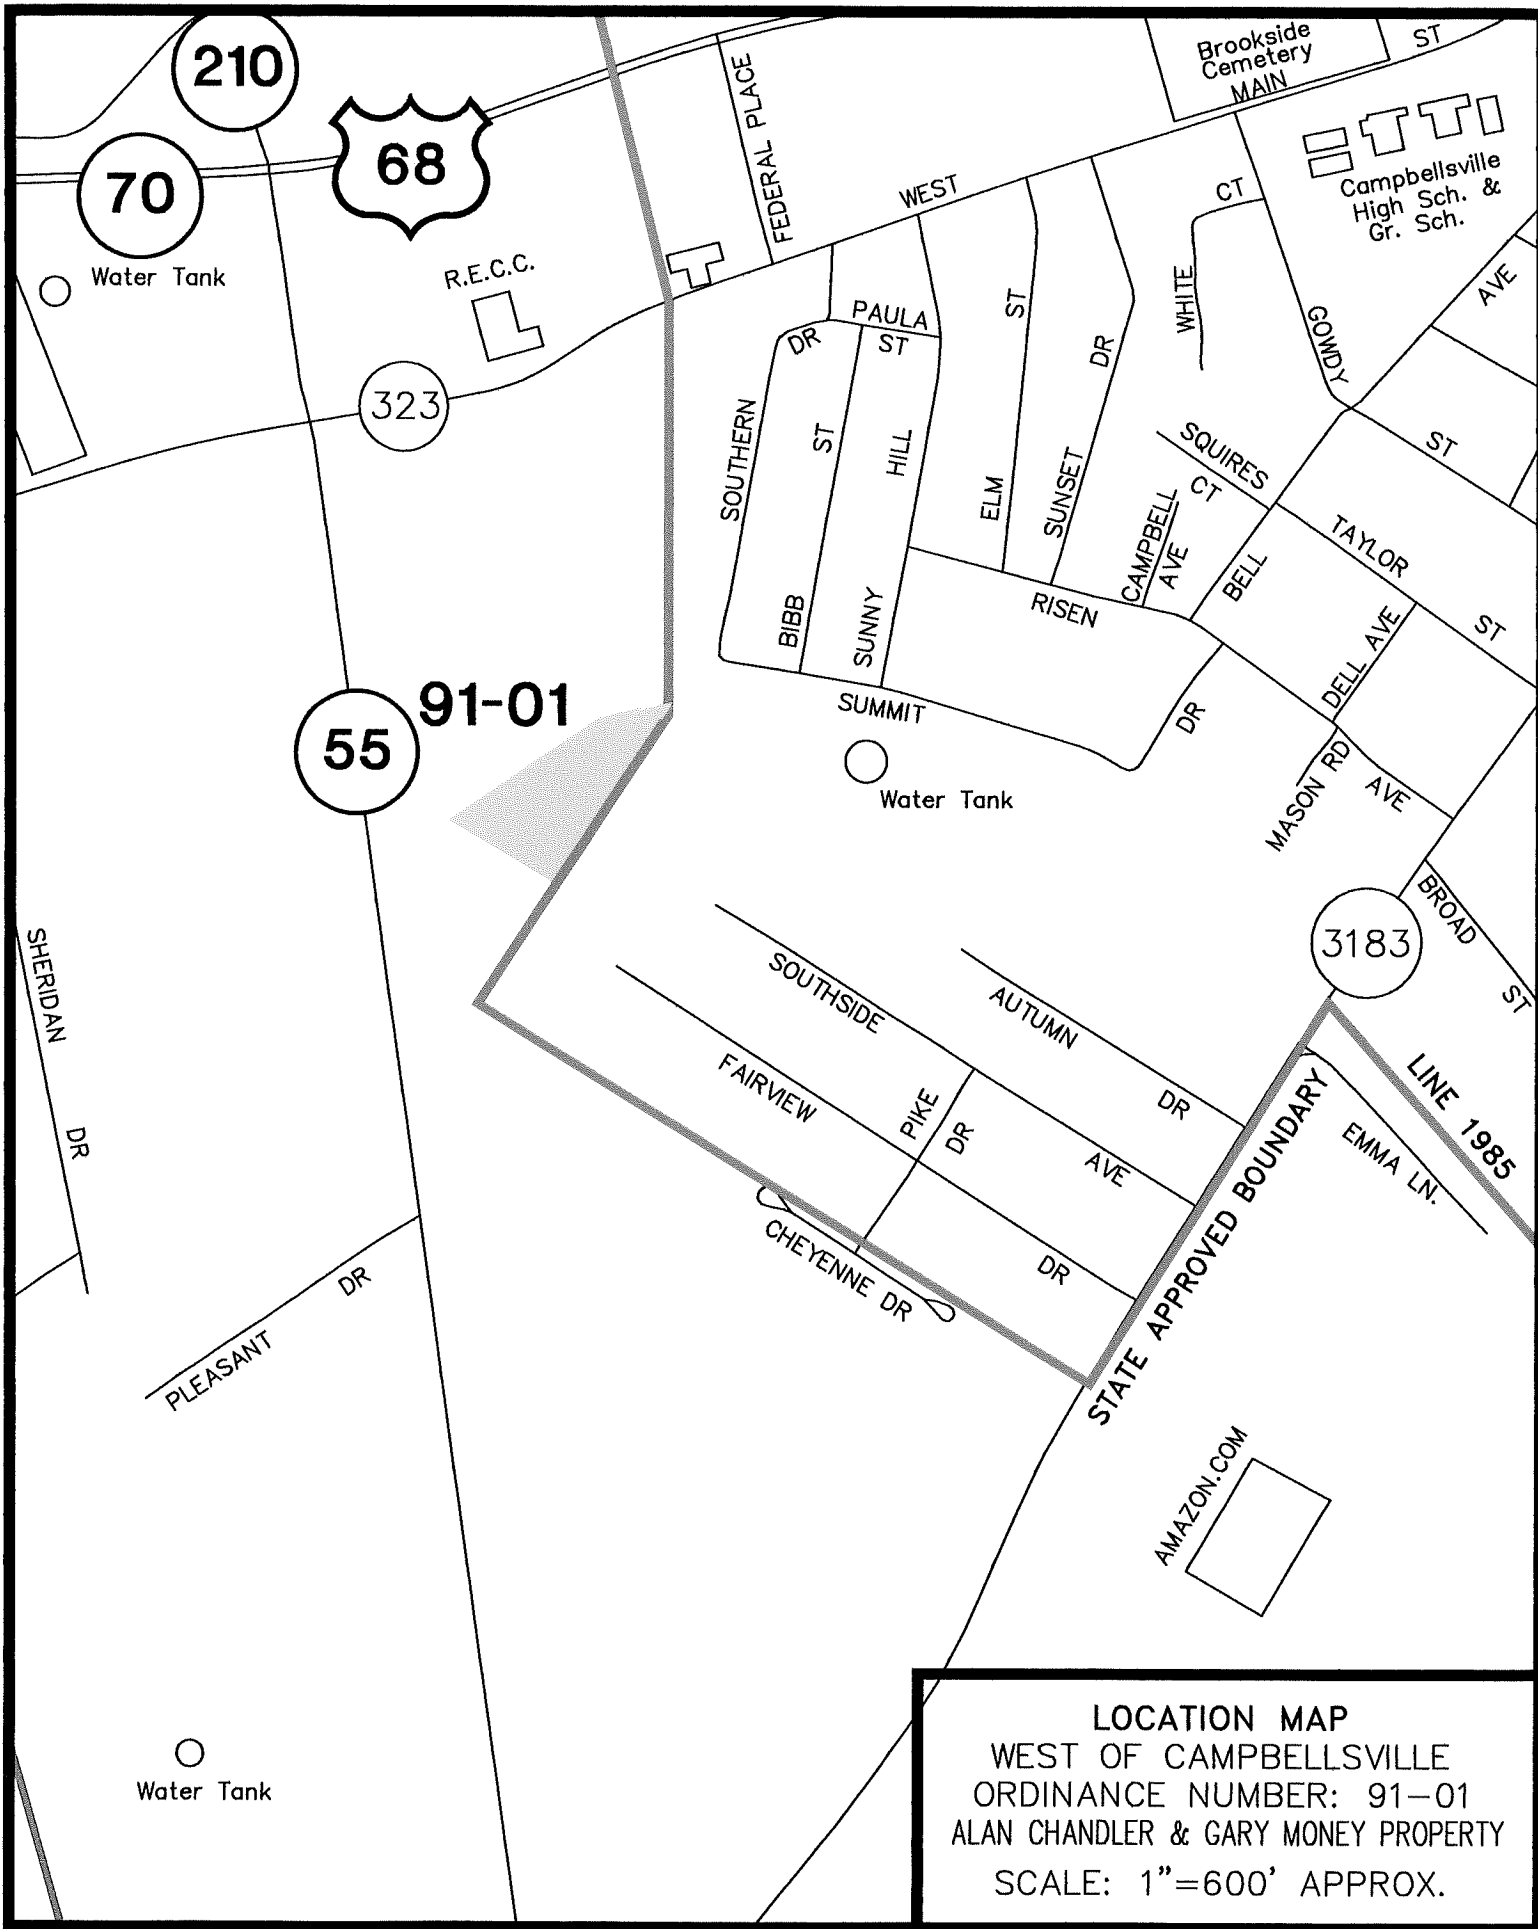 210
Brookside
Cemetery
MAIN
ST
68
FEDERAL PLACE
70
Campbellsville
High Sch. &
Gr. Sch.
WEST
CT
Water Tank
R.E.C.C.
AVE
WHITE
ST
PAULA
DR
ST
GOWDY
DR
323
SOUTHERN
ST
HILL
SQUIRES
CT
ST
ELM
SUNSET
CAMPBELL
AVE
TAYLOR
BELL
RISEN
BIBB
SUNNY
DELL AVE
ST
91-01
SUMMIT
DR
55
Water Tank
MASON RD
AVE
BROAD
ST
3183
SHERIDAN
DR
SOUTHSIDE
AVE
AUTUMN
DR
FAIRVIEW
DR
PIKE
DR
LINE 1985
EMMA LN.
STATE APPROVED BOUNDARY
CHEYENNE DR
PLEASANT
DR
AMAZON.COM
Water Tank
LOCATION MAP
WEST OF CAMPBELLSVILLE
ORDINANCE NUMBER: 91-01
ALAN CHANDLER & GARY MONEY PROPERTY
SCALE: 1"=600' APPROX.